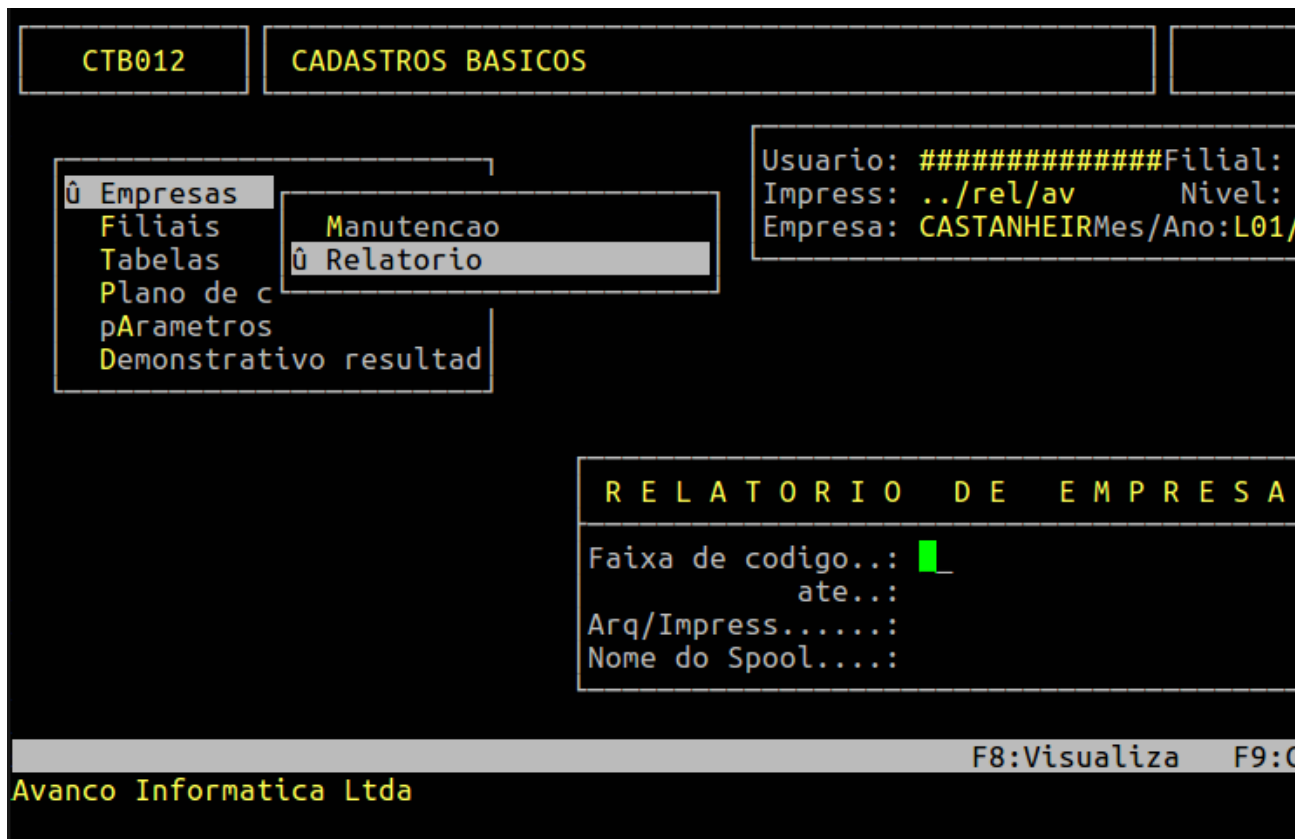 CTB012
CADASTROS BASICOS
Usuario: ##############Filial:
Impress: ../rel/av Nivel:
Empresa: CASTANHEIRMes/Ano:L01/
û Empresas
Filiais
Tabelas
Plano de c
pArametros
Demonstrativo resultad
Manutencao
û Relatorio
R E L A T O R I O D E E M P R E S A
Faixa de codigo..: _
ate..:
Arq/Impress......:
Nome do Spool....:
F8:Visualiza F9:
Avanco Informatica Ltda